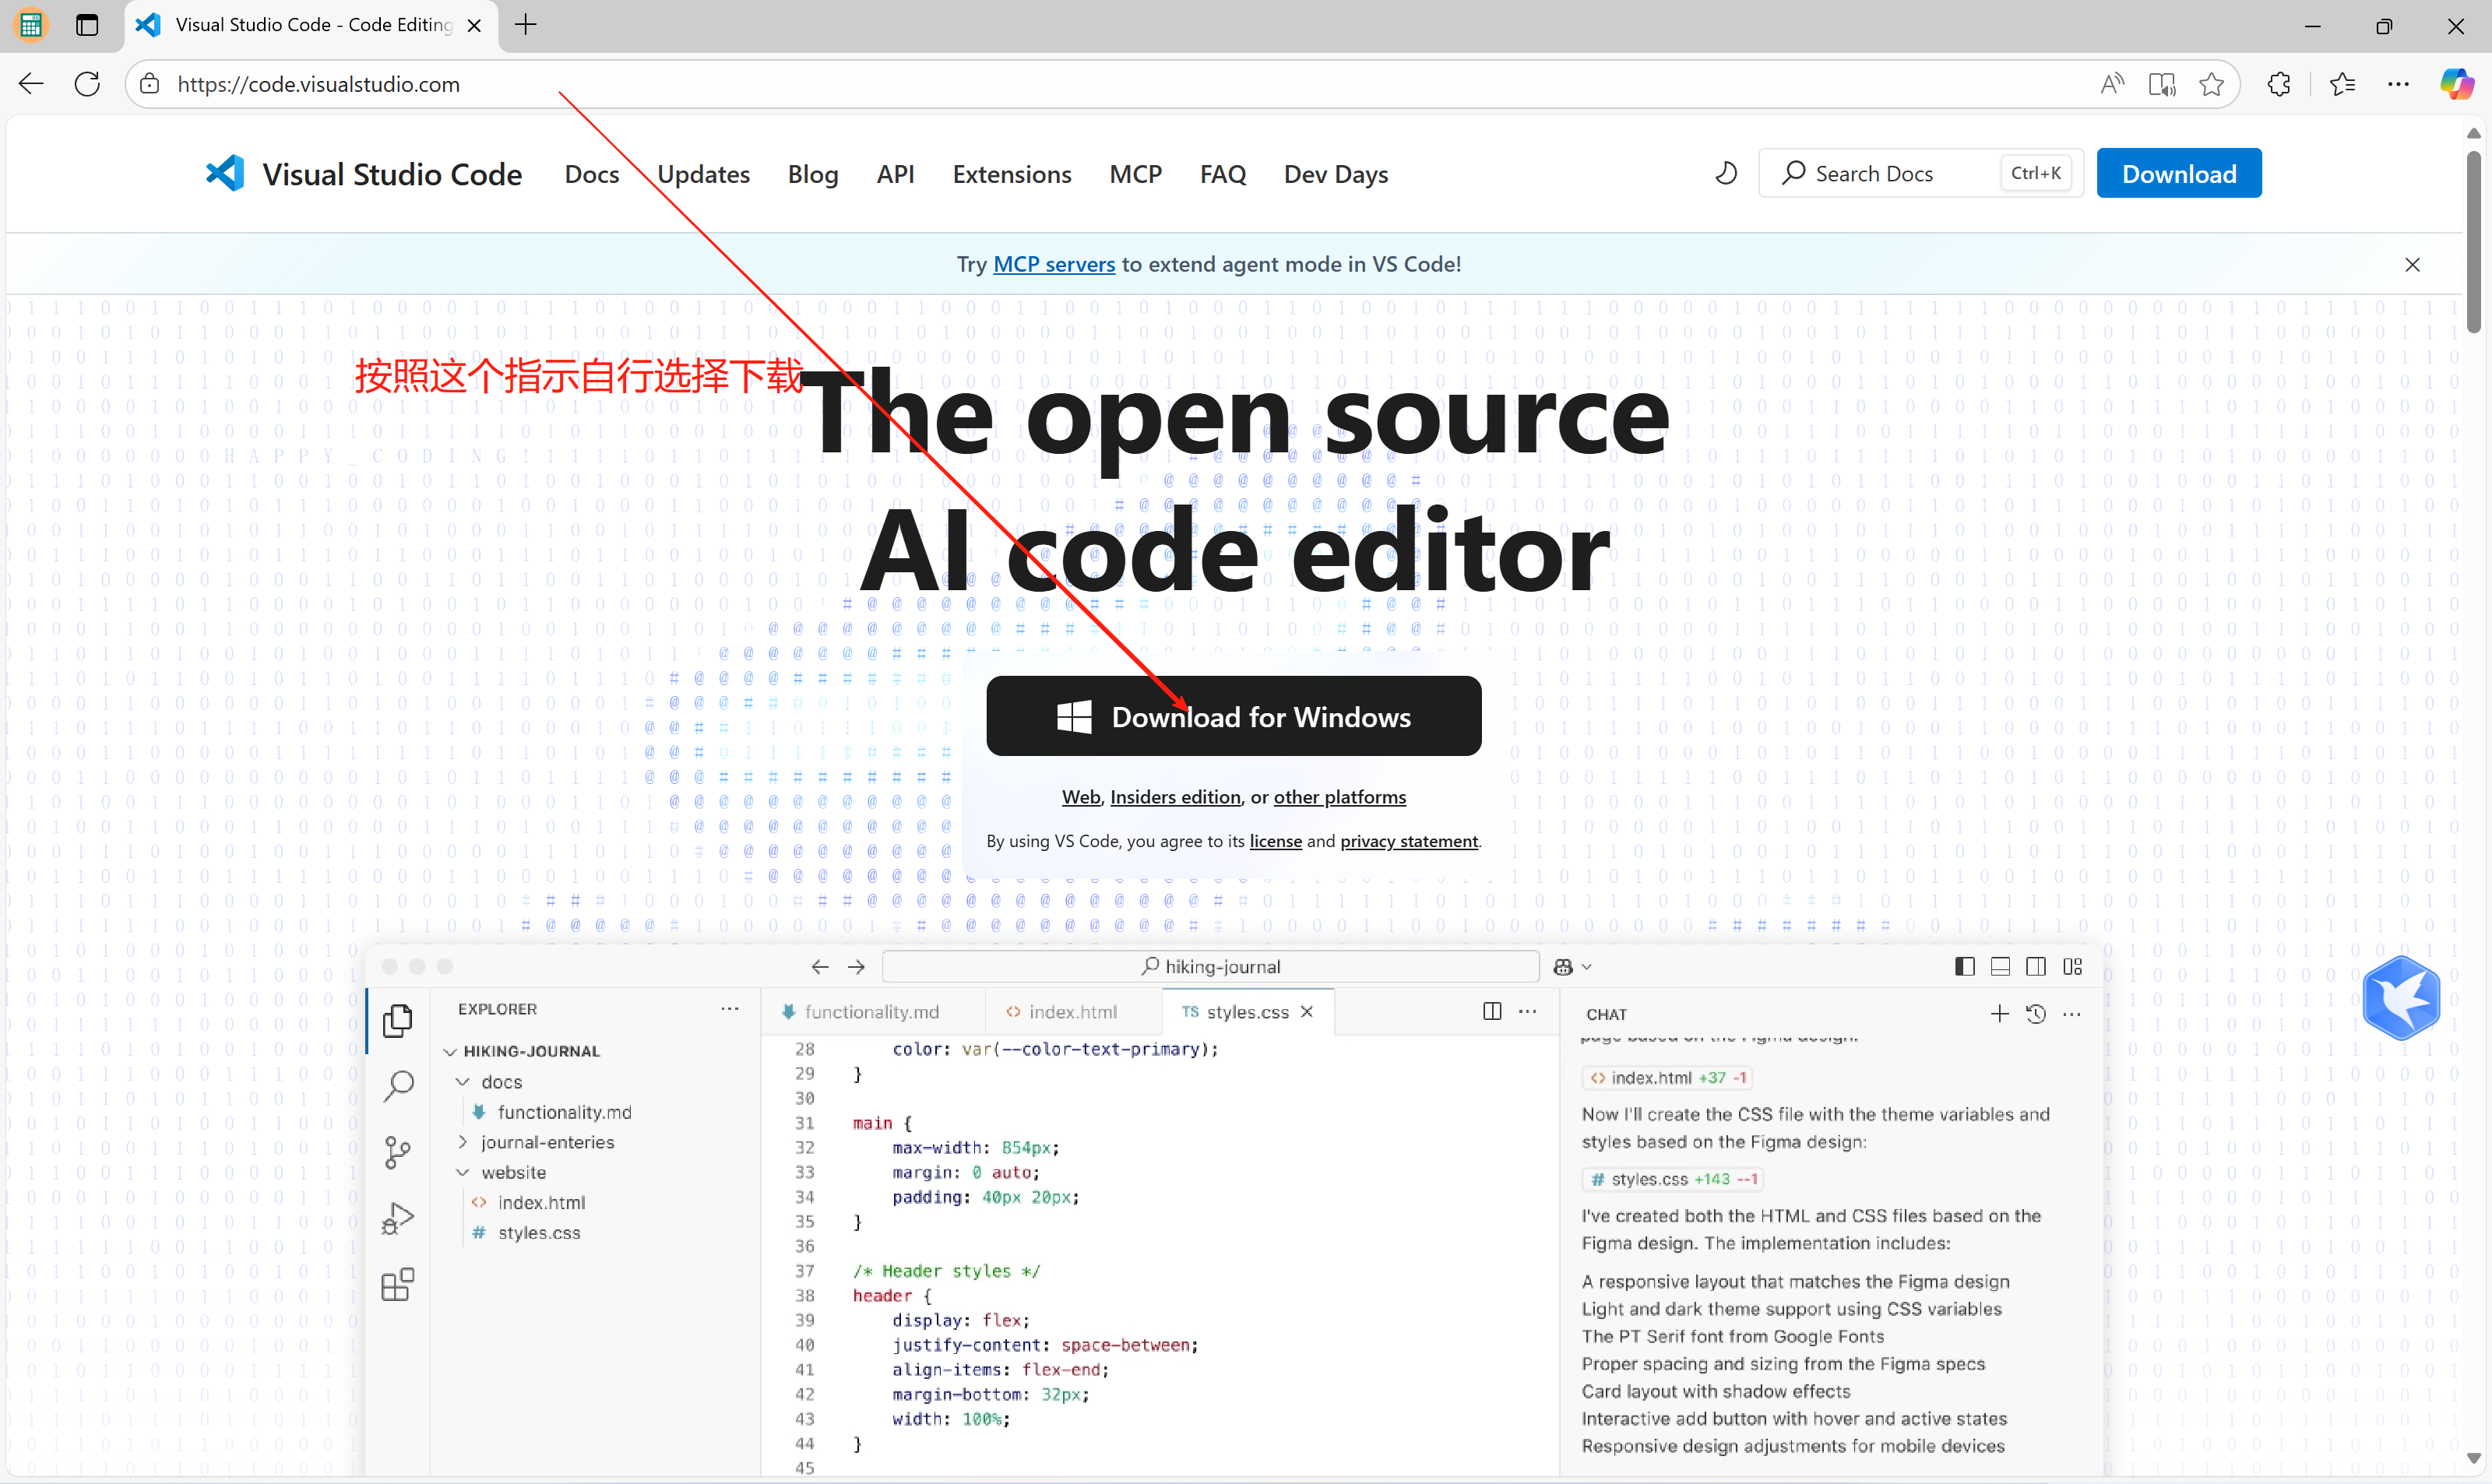 Visual Studio Code - Code Editing
https://code.visualstudio.com
Visual Studio Code Docs Updates Blog API Extensions MCP FAQ Dev Days Search Docs Ctrl+K Download
Try MCP servers to extend agent mode in VS Code!
按照这个指示自行选择下载
The open source
AI code editor
HAPPY_CODING!
Download for Windows
Web, Insiders edition, or other platforms
By using VS Code, you agree to its license and privacy statement.
hiking-journal
EXPLORER
HIKING-JOURNAL
docs
functionality.md
journal-enteries
website
index.html
styles.css
functionality.md index.html TS styles.css
28 color: var(--color-text-primary);
29 }
30
31 main {
32 max-width: 854px;
33 margin: 0 auto;
34 padding: 40px 20px;
35 }
36
37 /* Header styles */
38 header {
39 display: flex;
40 justify-content: space-between;
41 align-items: flex-end;
42 margin-bottom: 32px;
43 width: 100%;
44 }
45
CHAT
page based on the Figma design.
index.html +37 -1
Now I'll create the CSS file with the theme variables and
styles based on the Figma design:
# styles.css +143 --1
I've created both the HTML and CSS files based on the
Figma design. The implementation includes:
A responsive layout that matches the Figma design
Light and dark theme support using CSS variables
The PT Serif font from Google Fonts
Proper spacing and sizing from the Figma specs
Card layout with shadow effects
Interactive add button with hover and active states
Responsive design adjustments for mobile devices